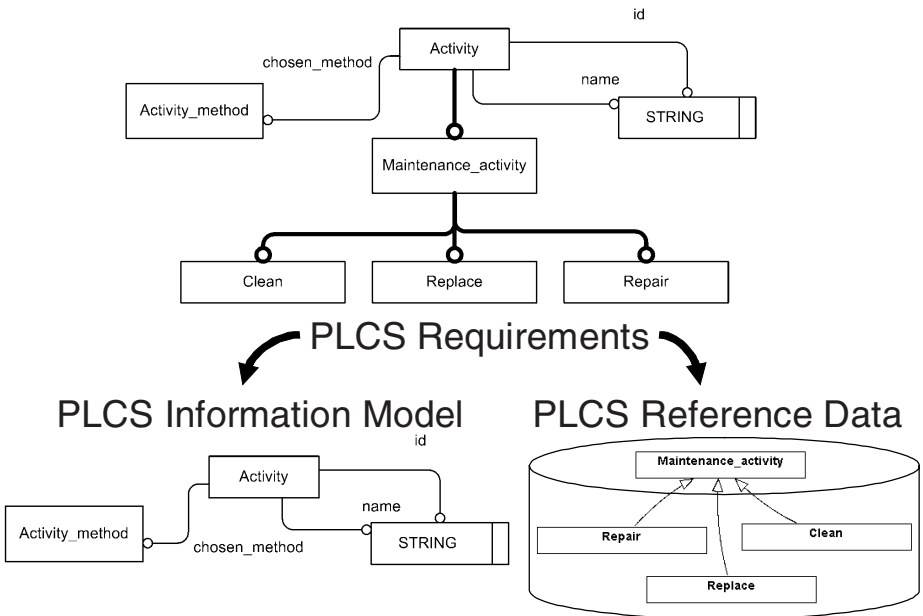 id
Activity
chosen_method
name
Activity_method
STRING
Maintenance_activity
Clean
Replace
Repair
PLCS Requirements
PLCS Information Model
PLCS Reference Data
id
Maintenance_activity
Activity
name
Activity_method
chosen_method
STRING
Repair
Clean
Replace